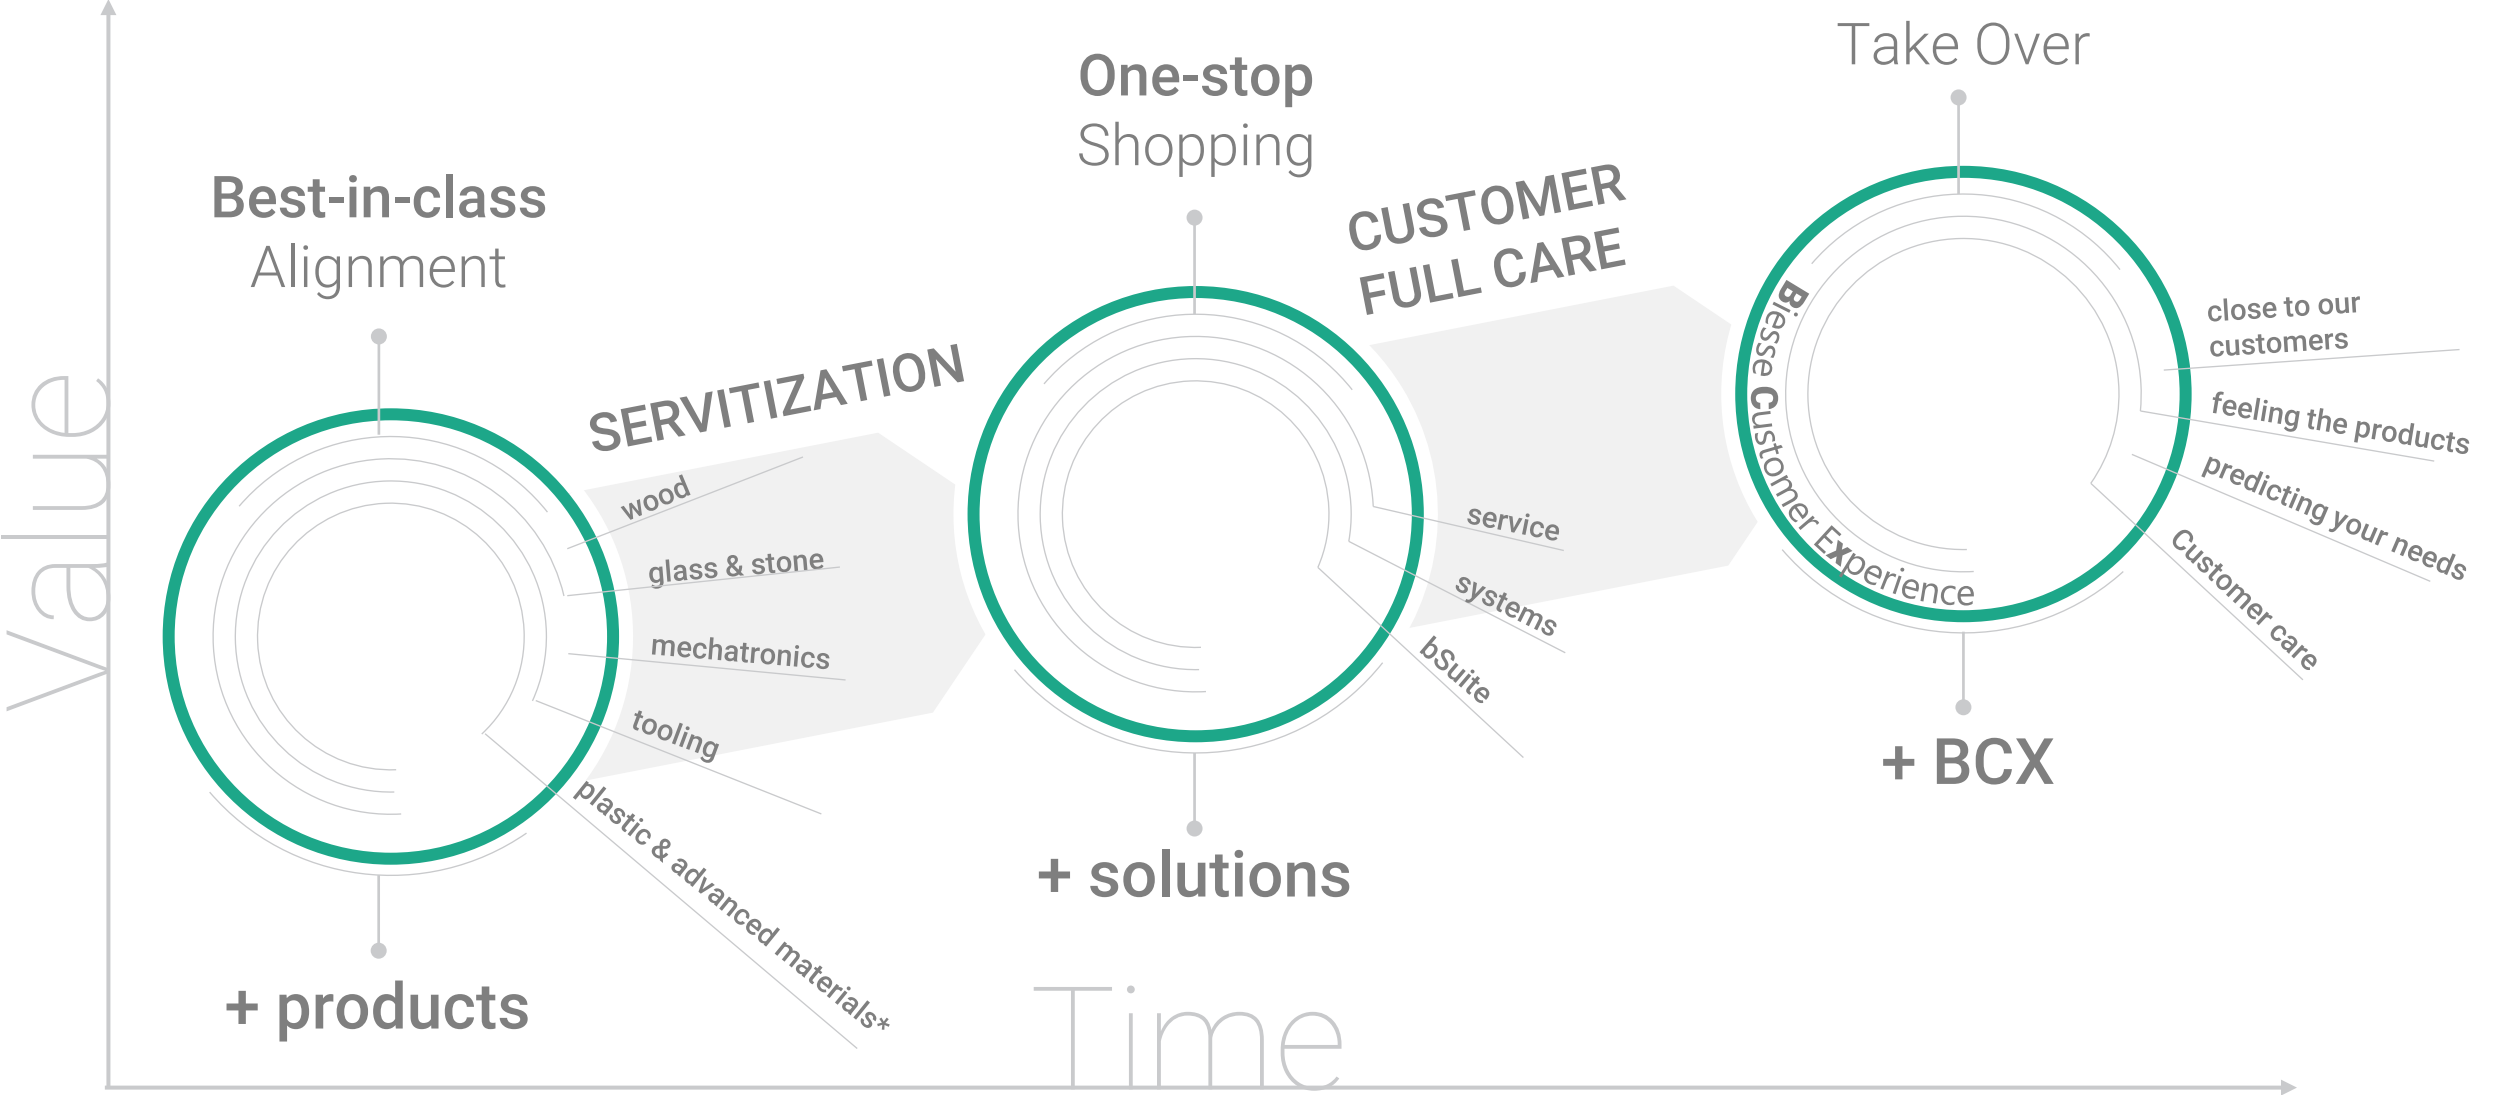 Value
Time
Best-in-class
Alignment
+ products
SERVITIZATION
wood
glass & stone
mechatronics
tooling
plastic & advanced materials*
One-stop
Shopping
+ solutions
CUSTOMER
FULL CARE
service
systems
bSuite
Take Over
Biesse Customer Experience
+ BCX
closest to our
customers
feeling the products
predicting your needs
Customer care